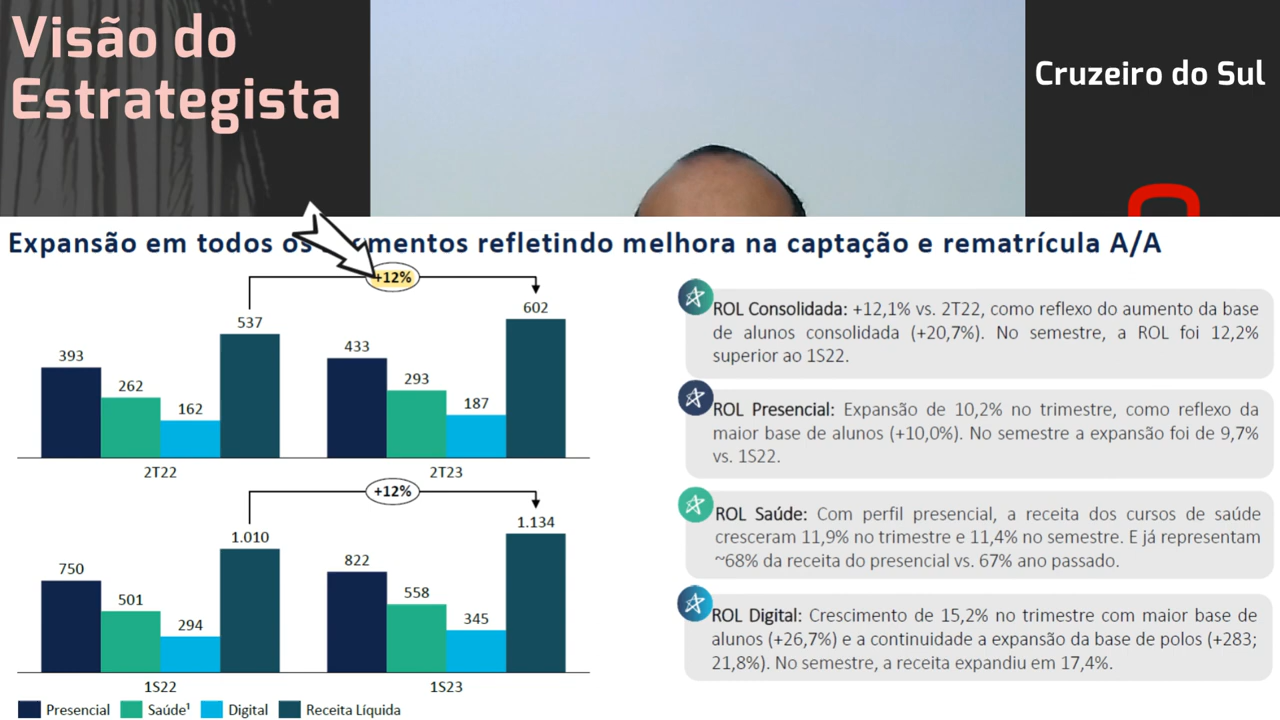 Visão do
Estrategista
Cruzeiro do Sul
Expansão em todos os mentos refletindo melhora na captação e rematrícula A/A
+12%
393
262
162
537
433
293
187
602
2T22
2T23
+12%
750
501
294
1.010
822
558
345
1.134
1S22
1S23
Presencial
Saúde¹
Digital
Receita Líquida
ROL Consolidada: +12,1% vs. 2T22, como reflexo do aumento da base
de alunos consolidada (+20,7%). No semestre, a ROL foi 12,2%
superior ao 1S22.
ROL Presencial: Expansão de 10,2% no trimestre, como reflexo da
maior base de alunos (+10,0%). No semestre a expansão foi de 9,7%
vs. 1S22.
ROL Saúde: Com perfil presencial, a receita dos cursos de saúde
cresceram 11,9% no trimestre e 11,4% no semestre. E já representam
~68% da receita do presencial vs. 67% ano passado.
ROL Digital: Crescimento de 15,2% no trimestre com maior base de
alunos (+26,7%) e a continuidade a expansão da base de polos (+283;
21,8%). No semestre, a receita expandiu em 17,4%.